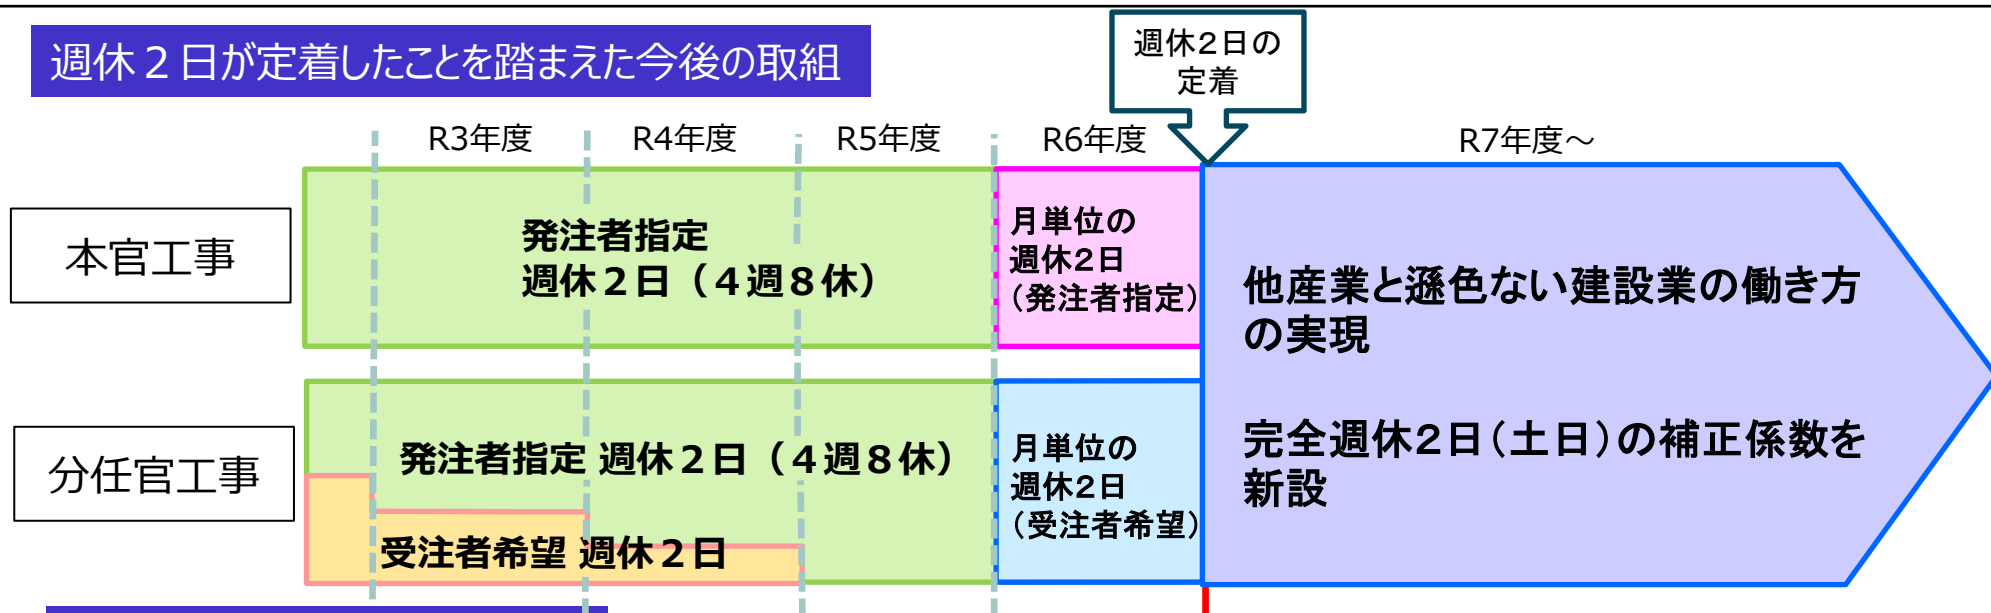 週休２日が定着したことを踏まえた今後の取組
週休2日の
定着
R3年度
R4年度
R5年度
R6年度
R7年度～
本官工事
発注者指定
週休２日（４週８休）
月単位の
週休2日
（発注者指定）
他産業と遜色ない建設業の働き方
の実現
完全週休2日（土日）の補正係数を
新設
分任官工事
発注者指定 週休２日（４週８休）
受注者希望 週休２日
月単位の
週休2日
（受注者希望）